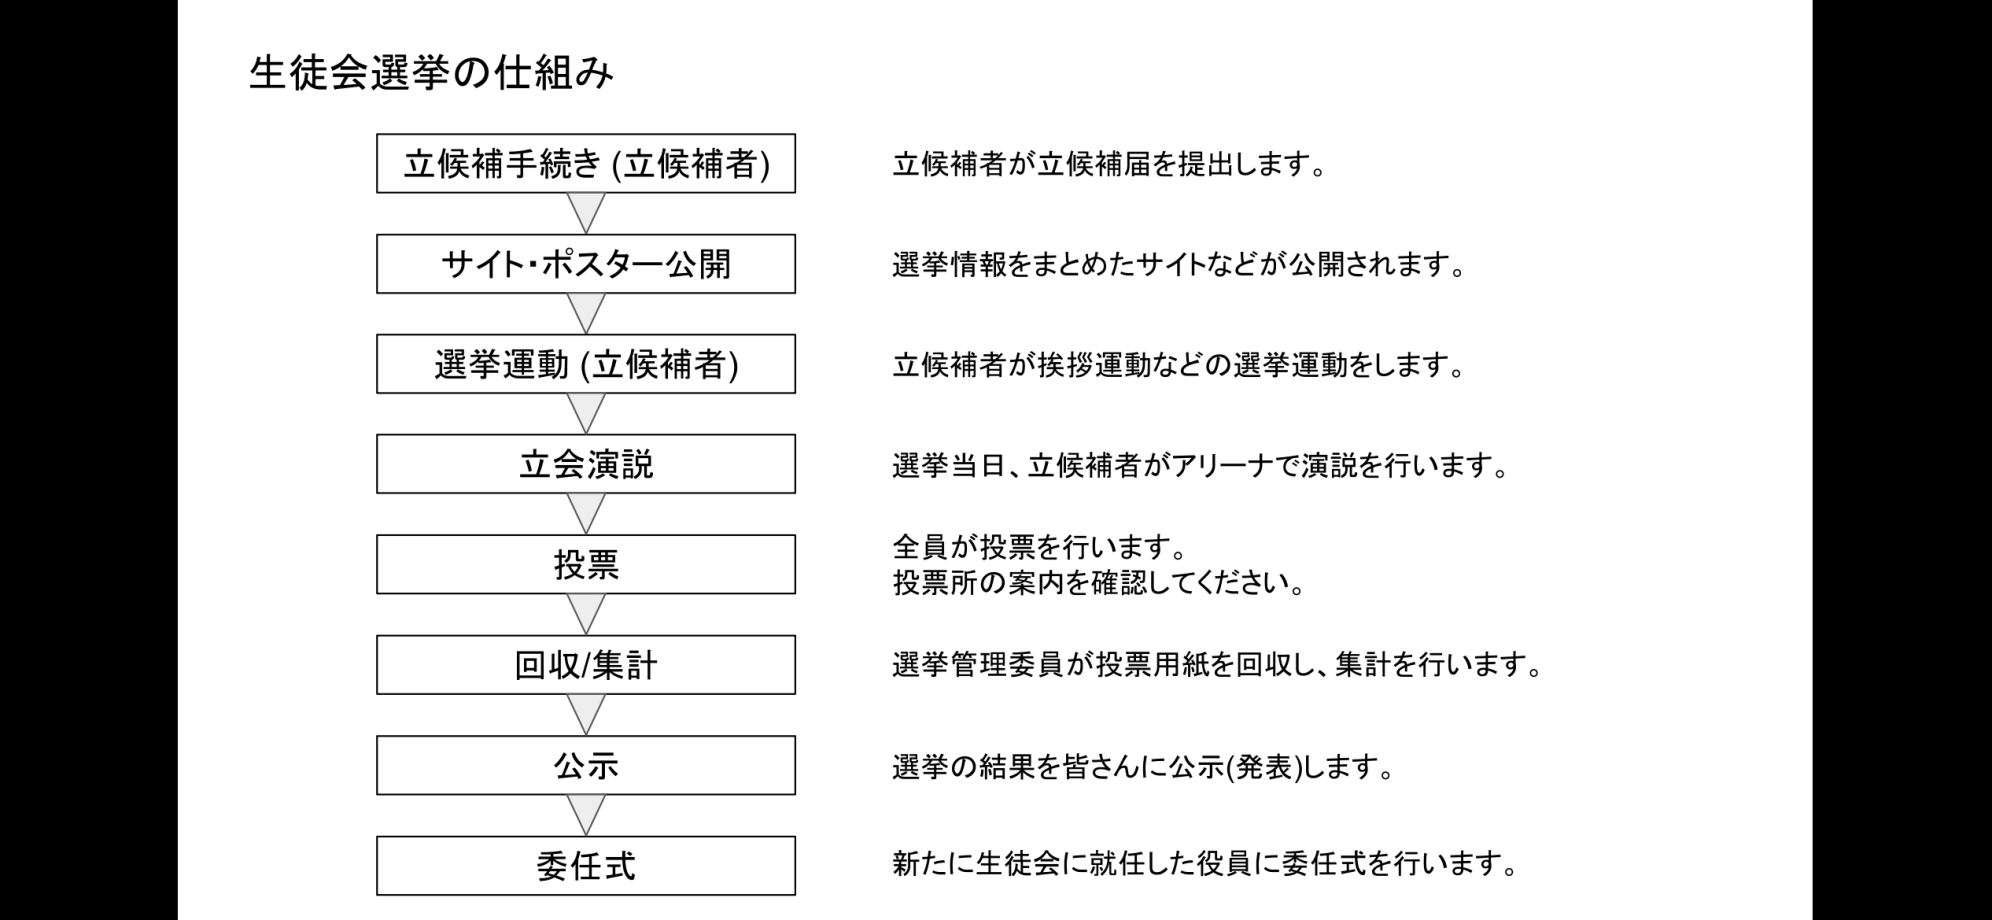 生徒会選挙の仕組み
立候補手続き (立候補者)
立候補者が立候補届を提出します。
サイト・ポスター公開
選挙情報をまとめたサイトなどが公開されます。
選挙運動 (立候補者)
立候補者が挨拶運動などの選挙運動をします。
立会演説
選挙当日、立候補者がアリーナで演説を行います。
投票
全員が投票を行います。
投票所の案内を確認してください。
回収/集計
選挙管理委員が投票用紙を回収し、集計を行います。
公示
選挙の結果を皆さんに公示(発表)します。
委任式
新たに生徒会に就任した役員に委任式を行います。